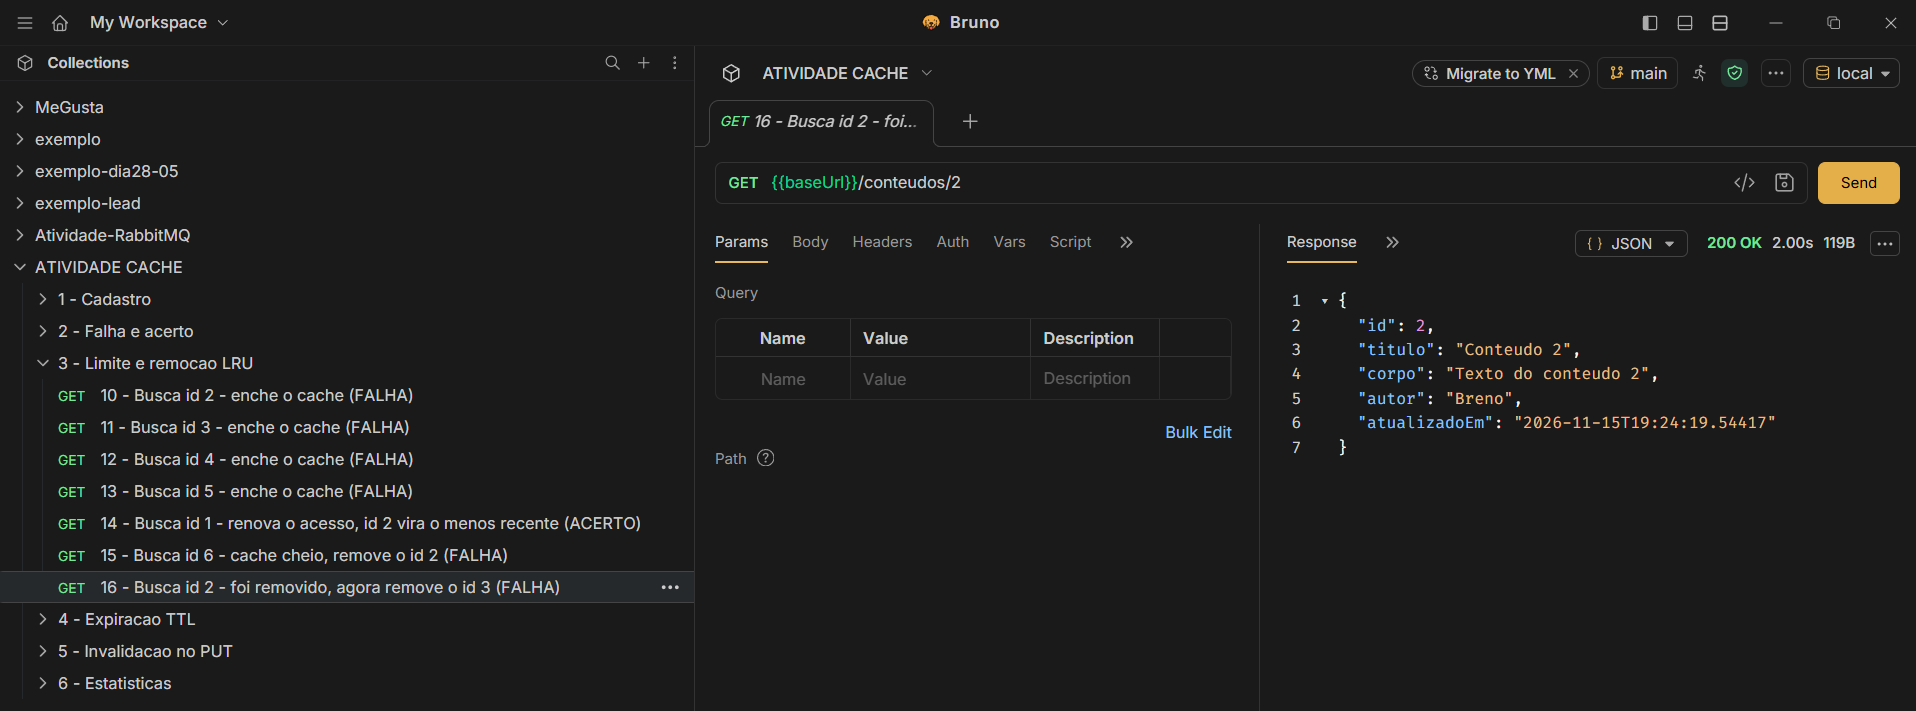 My Workspace
Bruno
Collections
MeGusta
exemplo
exemplo-dia28-05
exemplo-lead
Atividade-RabbitMQ
ATIVIDADE CACHE
1 - Cadastro
2 - Falha e acerto
3 - Limite e remocao LRU
GET 10 - Busca id 2 - enche o cache (FALHA)
GET 11 - Busca id 3 - enche o cache (FALHA)
GET 12 - Busca id 4 - enche o cache (FALHA)
GET 13 - Busca id 5 - enche o cache (FALHA)
GET 14 - Busca id 1 - renova o acesso, id 2 vira o menos recente (ACERTO)
GET 15 - Busca id 6 - cache cheio, remove o id 2 (FALHA)
GET 16 - Busca id 2 - foi removido, agora remove o id 3 (FALHA)
4 - Expiracao TTL
5 - Invalidacao no PUT
6 - Estatisticas
ATIVIDADE CACHE
Migrate to YML
main
local
GET 16 - Busca id 2 - foi...
GET {{baseUrl}}/conteudos/2
Send
Params Body Headers Auth Vars Script
Query
Name Value Description
Name Value Description
Bulk Edit
Path ?
Response
{ } JSON
200 OK 2.00s 119B
1 {
2 "id": 2,
3 "titulo": "Conteudo 2",
4 "corpo": "Texto do conteudo 2",
5 "autor": "Breno",
6 "atualizadoEm": "2026-11-15T19:24:19.54417"
7 }